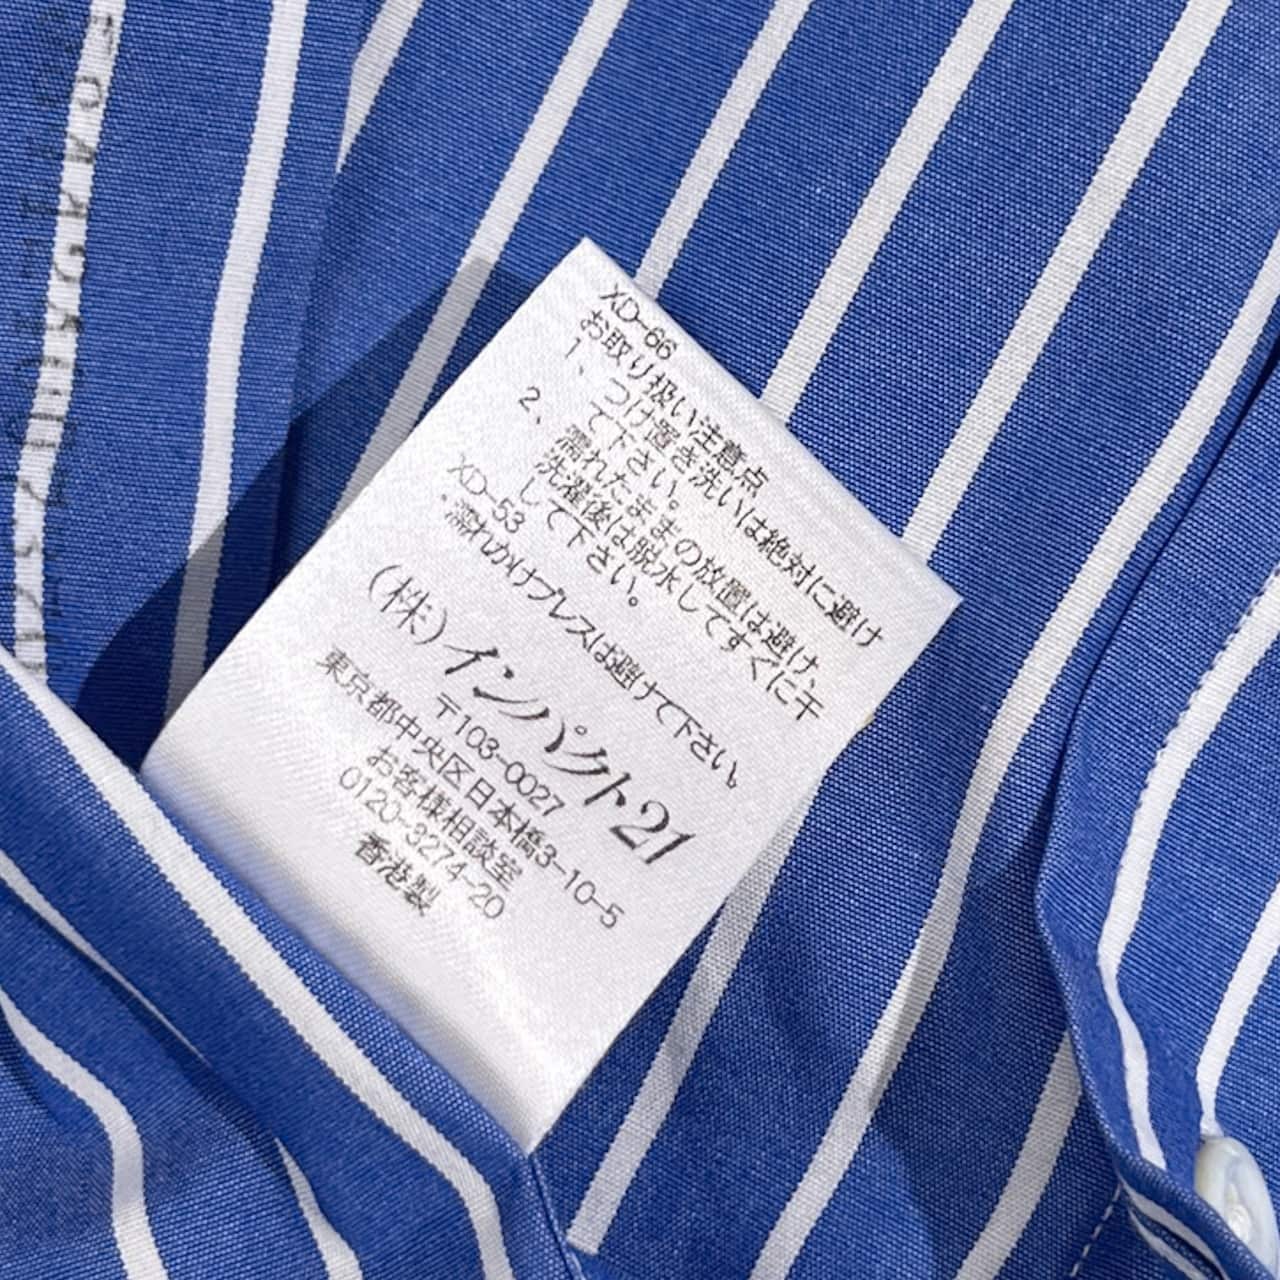 XD-66
お取り扱い注意点
1、つけ置き洗いは絶対に避け
て下さい。
2、濡れたままの放置は避け、
洗濯後は脱水してすぐに干
して下さい。
XD-53
・濡れかけプレスは避けて下さい。
(株)インパクト21
〒103-0027
東京都中央区日本橋3-10-5
お客様相談室
0120-3274-20
香港製